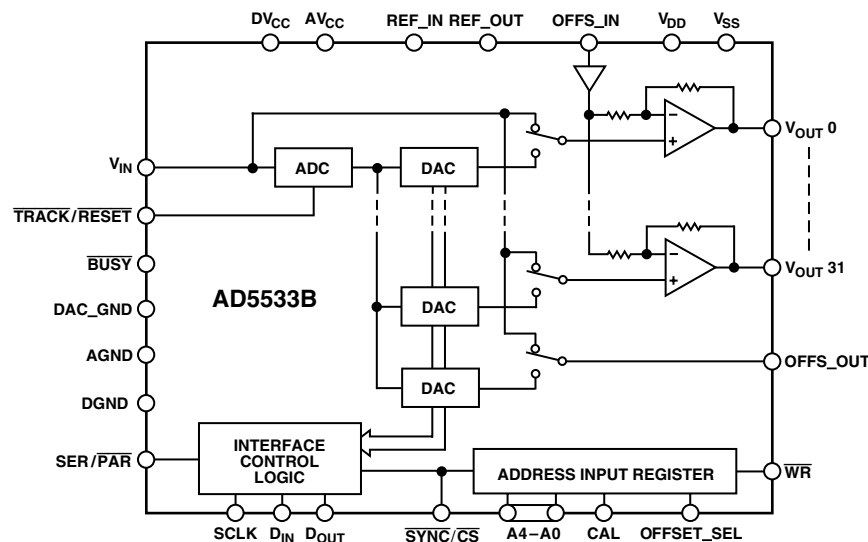 DVCC AVCC REF_IN REF_OUT OFFS_IN VDD VSS
VOUT 0
VIN
ADC
DAC
TRACK/RESET
BUSY
VOUT 31
DAC_GND
AD5533B
DAC
AGND
OFFS_OUT
DAC
DGND
SER/PAR
INTERFACE
CONTROL
LOGIC
ADDRESS INPUT REGISTER
WR
SCLK DIN DOUT SYNC/CS A4–A0 CAL OFFSET_SEL